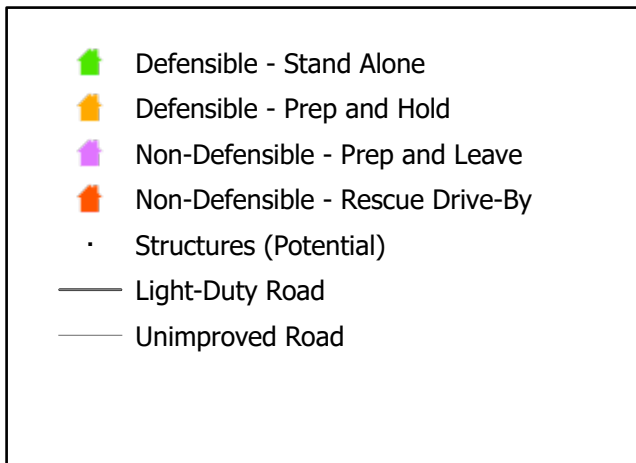 Defensible - Stand Alone
Defensible - Prep and Hold
Non-Defensible - Prep and Leave
Non-Defensible - Rescue Drive-By
Structures (Potential)
Light-Duty Road
Unimproved Road